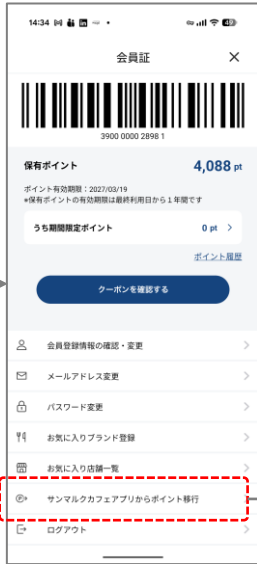 14:34
会員証
3900 0000 2898 1
保有ポイント 4,088 pt
ポイント有効期限：2027/03/19
*保有ポイントの有効期限は最終利用日から１年間です
うち期間限定ポイント 0 pt
ポイント履歴
クーポンを確認する
会員登録情報の確認・変更
メールアドレス変更
パスワード変更
お気に入りブランド登録
お気に入り店舗一覧
サンマルクカフェアプリからポイント移行
ログアウト